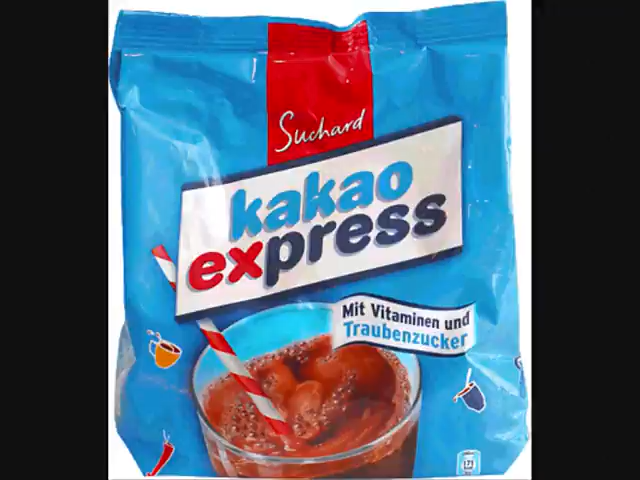 Suchard
kakao
express
Mit Vitaminen und
Traubenzucker